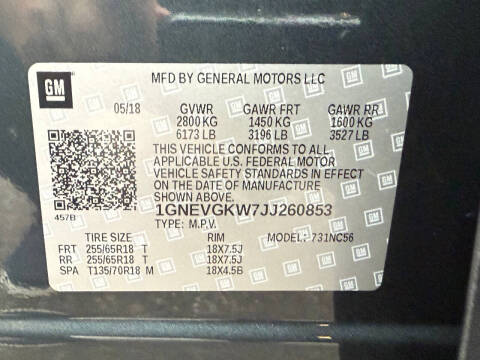 GM
MFD BY GENERAL MOTORS LLC
05/18 GVWR GAWR FRT GAWR RR
2800 KG 1450 KG 1600 KG
6173 LB 3196 LB 3527 LB
THIS VEHICLE CONFORMS TO ALL
APPLICABLE U.S. FEDERAL MOTOR
VEHICLE SAFETY STANDARDS IN EFFECT
ON THE DATE OF MANUFACTURE
SHOWN ABOVE.
457B
1GNEVGKW7JJ260853
TYPE: M.P.V.
TIRE SIZE RIM MODEL: 731NC56
FRT 255/65R18 T 18X7.5J
RR 255/65R18 T 18X7.5J
SPA T135/70R18 M 18X4.5B